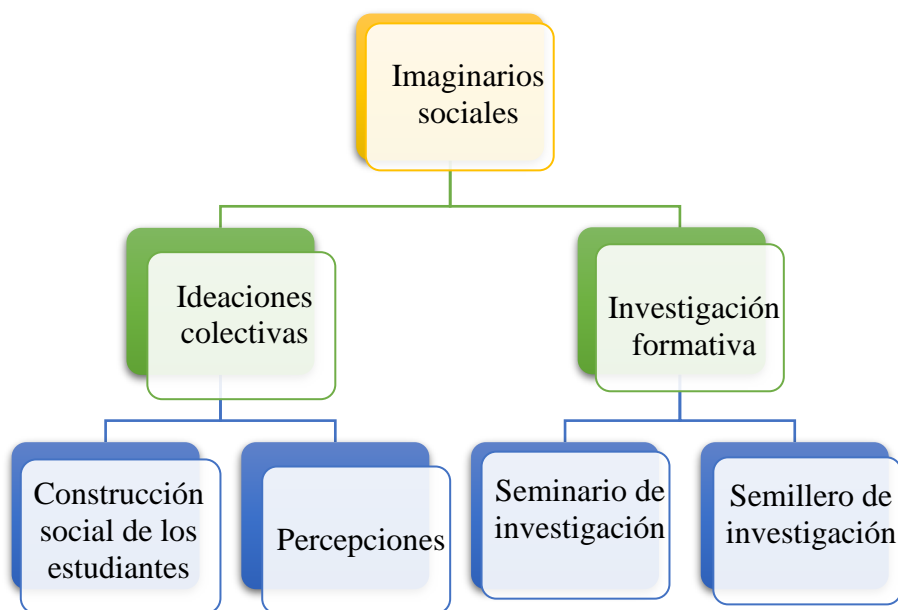 Imaginarios
sociales
Ideaciones
colectivas
Investigación
formativa
Construcción
social de los
estudiantes
Percepciones
Seminario de
investigación
Semillero de
investigación